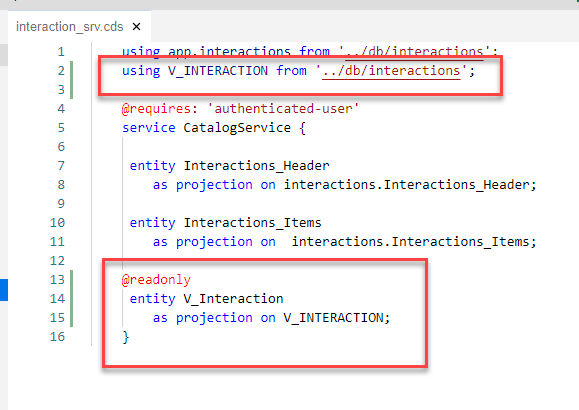 interaction_srv.cds ×
1 using app.interactions from '../db/interactions';
2 using V_INTERACTION from '../db/interactions';
3
4 @requires: 'authenticated-user'
5 service CatalogService {
6
7 entity Interactions_Header
8 as projection on interactions.Interactions_Header;
9
10 entity Interactions_Items
11 as projection on  interactions.Interactions_Items;
12
13 @readonly
14 entity V_Interaction
15 as projection on V_INTERACTION;
16 }